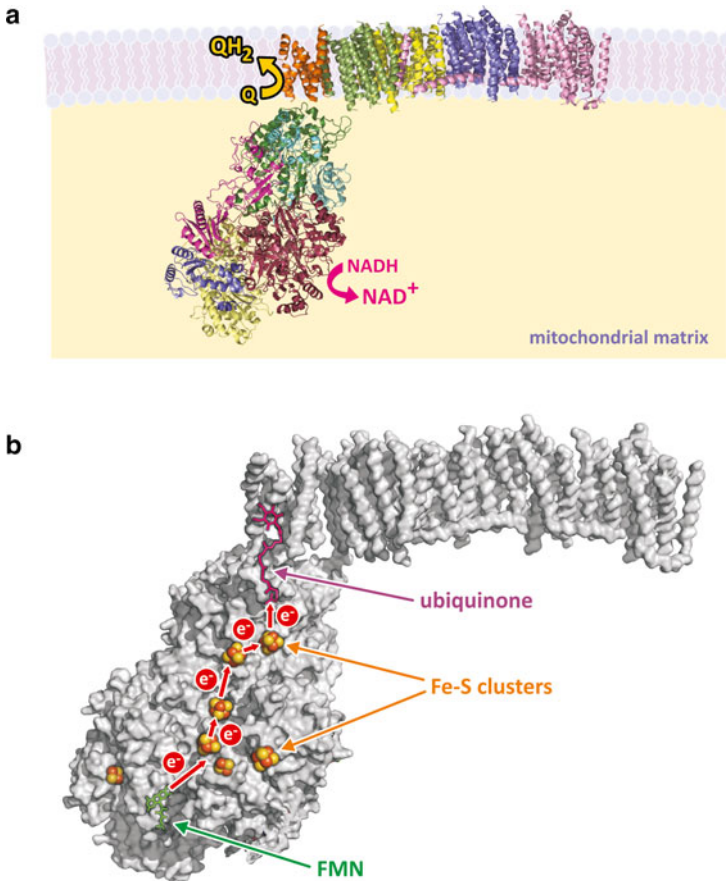 a
QH2
Q
NADH
NAD+
mitochondrial matrix
b
ubiquinone
e-
e-
Fe-S clusters
e-
e-
e-
FMN